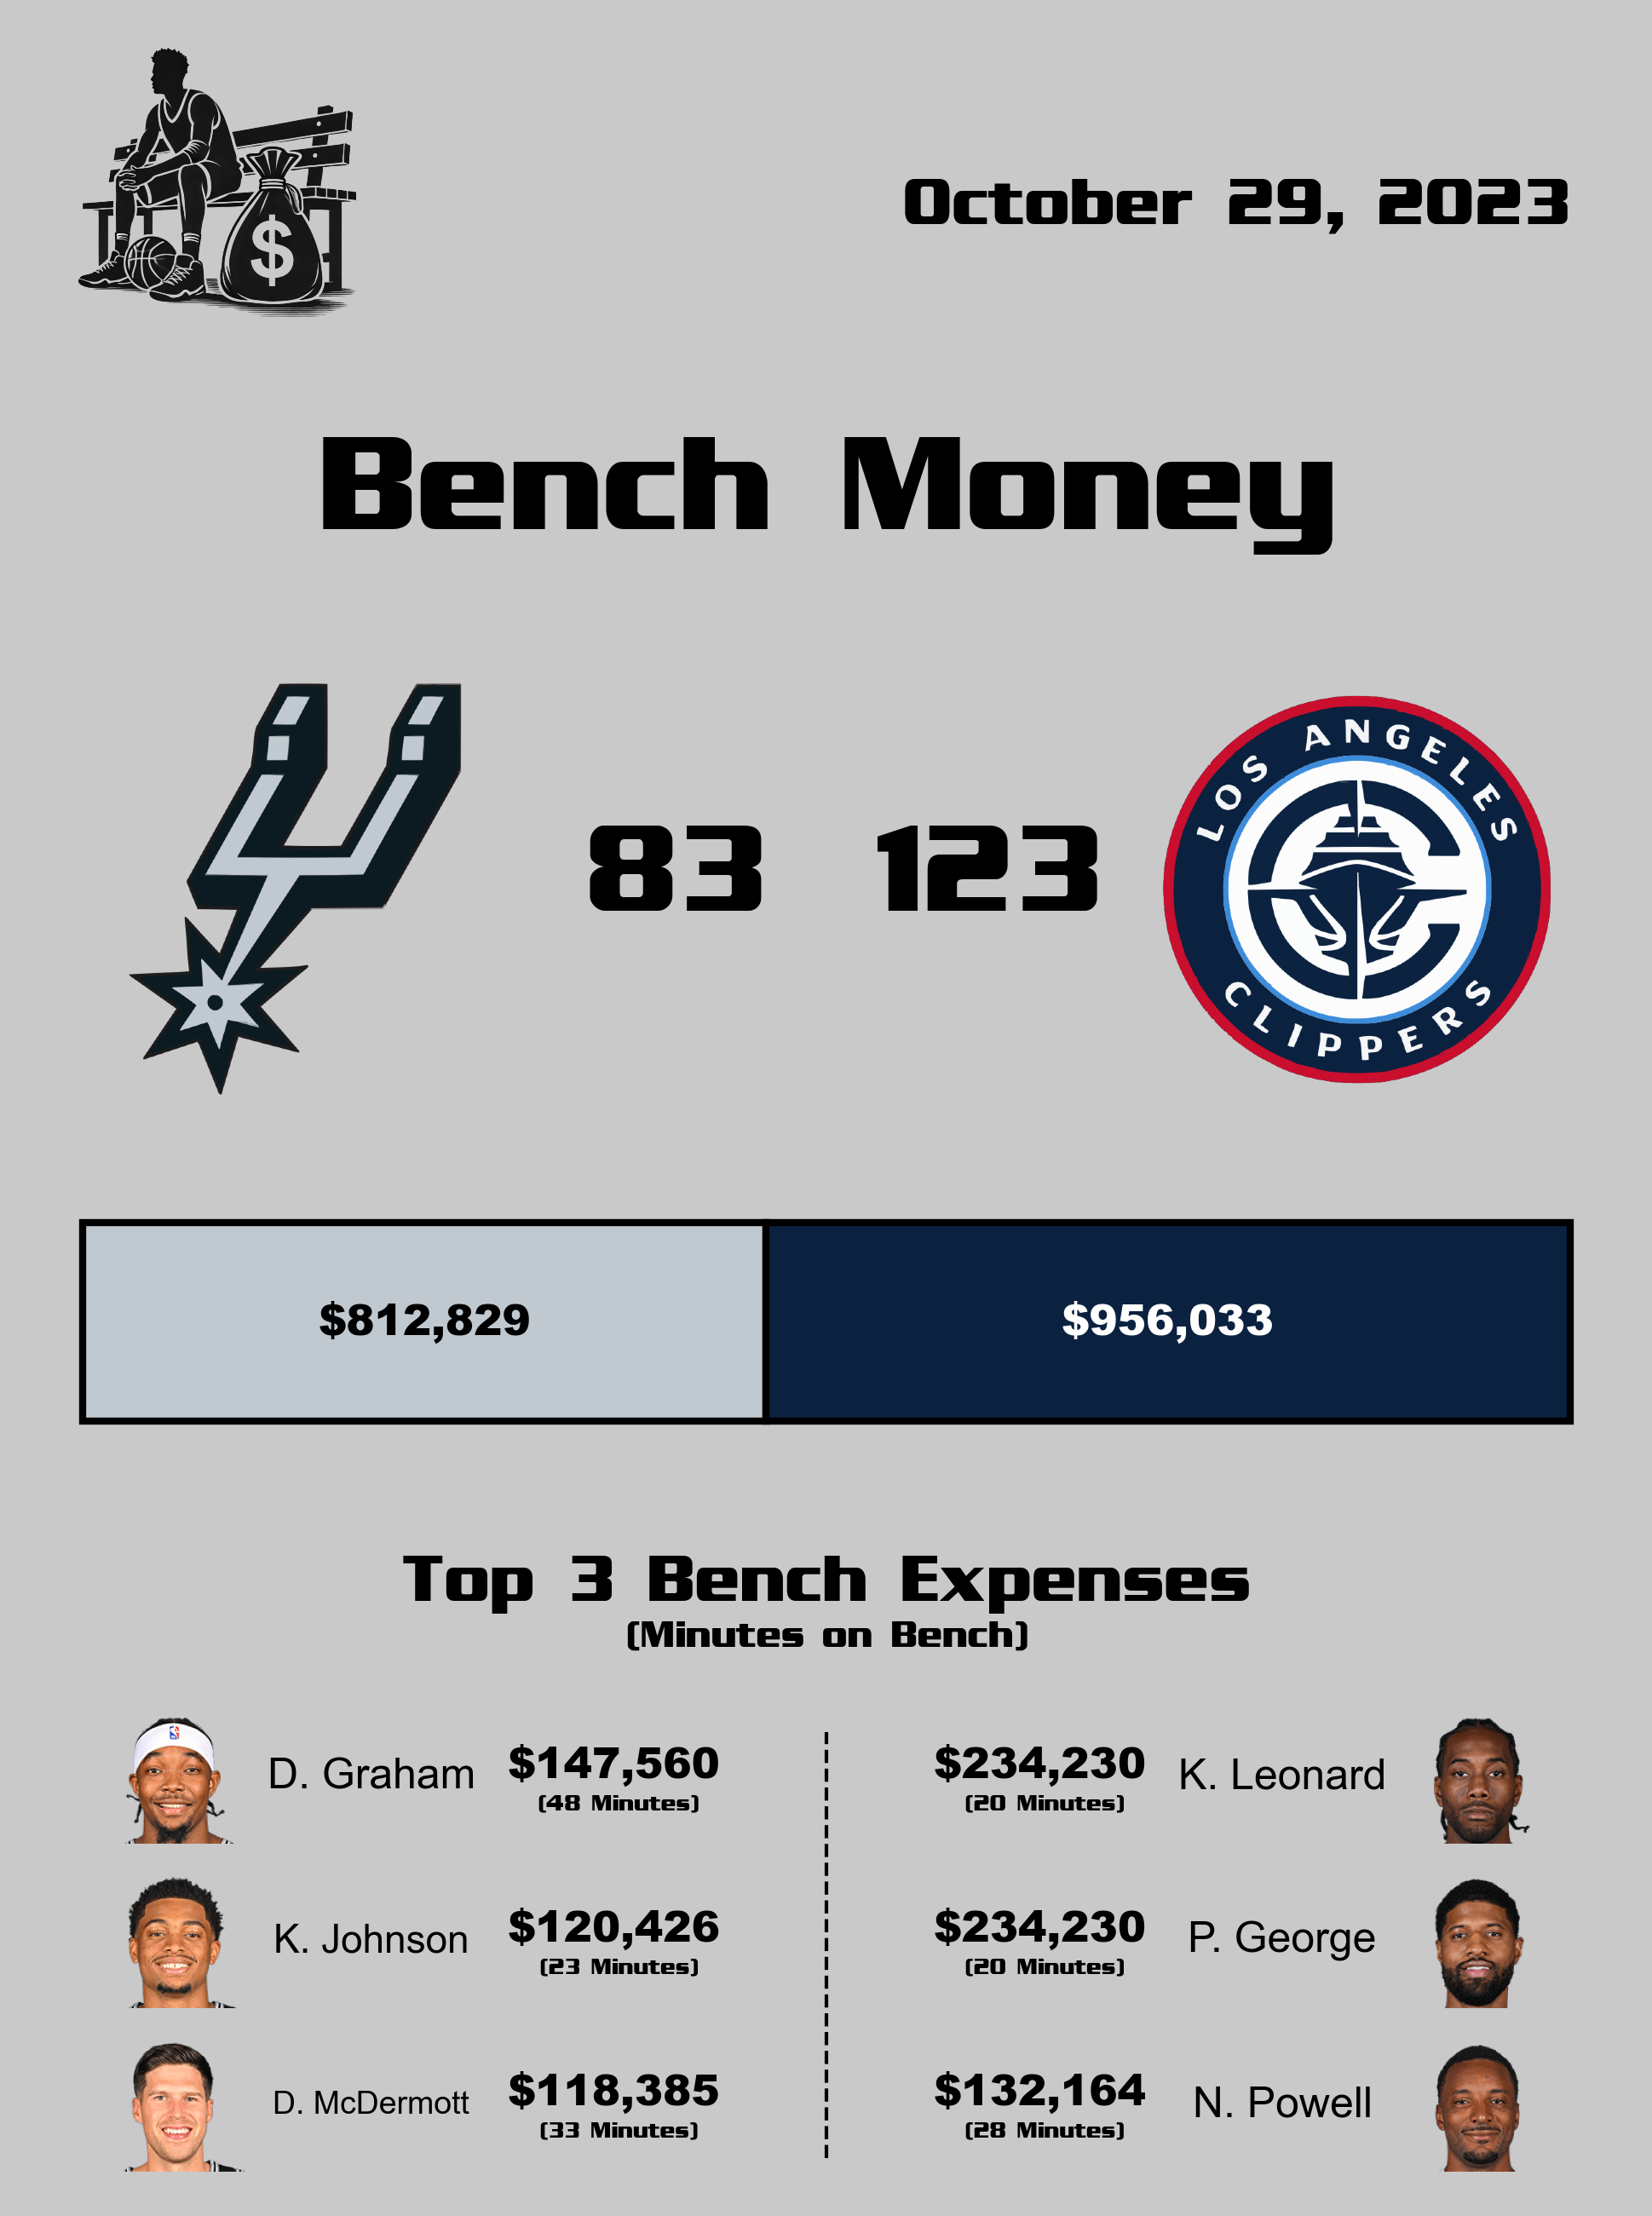 $
October 29, 2023
Bench Money
83 123
LOS ANGELES
CLIPPERS
$812,829 $956,033
Top 3 Bench Expenses
(Minutes on Bench)
D. Graham $147,560 $234,230 K. Leonard
(48 Minutes) (20 Minutes)
K. Johnson $120,426 $234,230 P. George
(23 Minutes) (20 Minutes)
D. McDermott $118,385 $132,164 N. Powell
(33 Minutes) (28 Minutes)